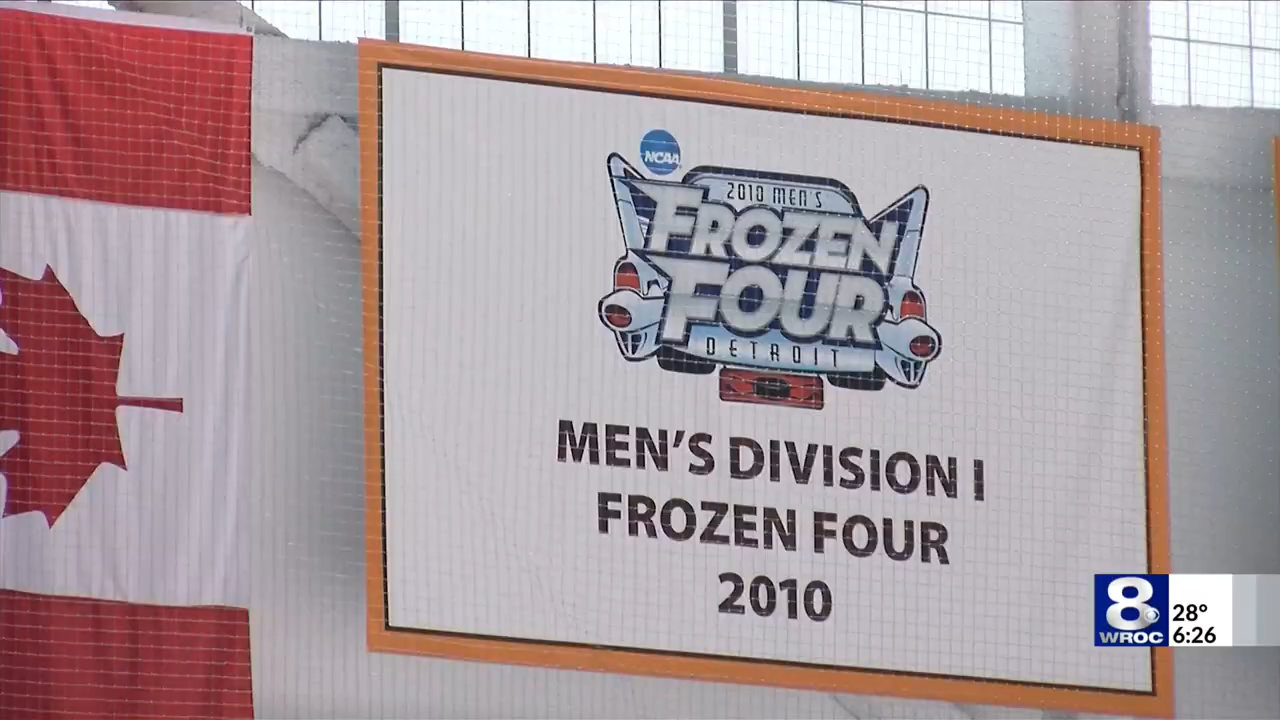 NCAA
2010 MEN'S
FROZEN
FOUR
DETROIT
MEN'S DIVISION I
FROZEN FOUR
2010
8
WROC
28°
6:26